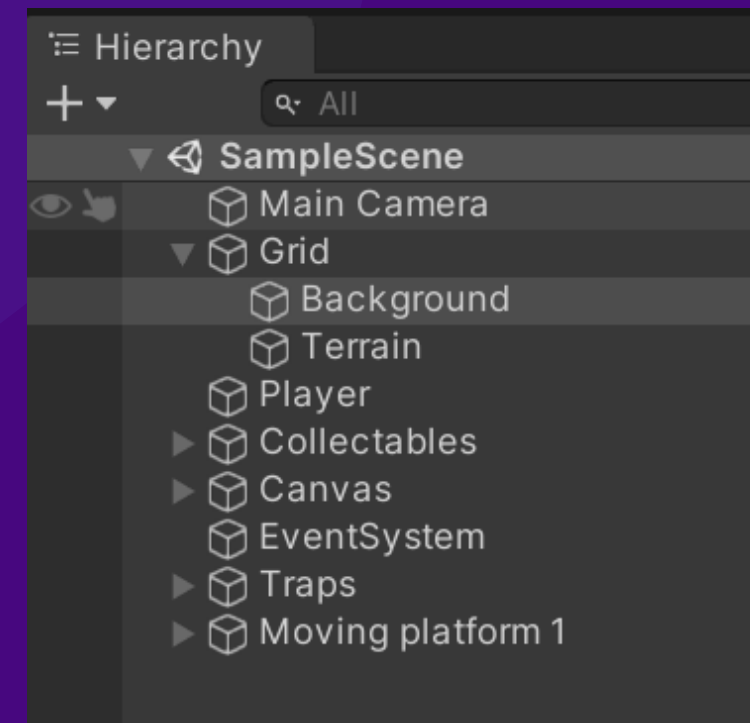 Hierarchy
All
SampleScene
Main Camera
Grid
Background
Terrain
Player
Collectables
Canvas
EventSystem
Traps
Moving platform 1